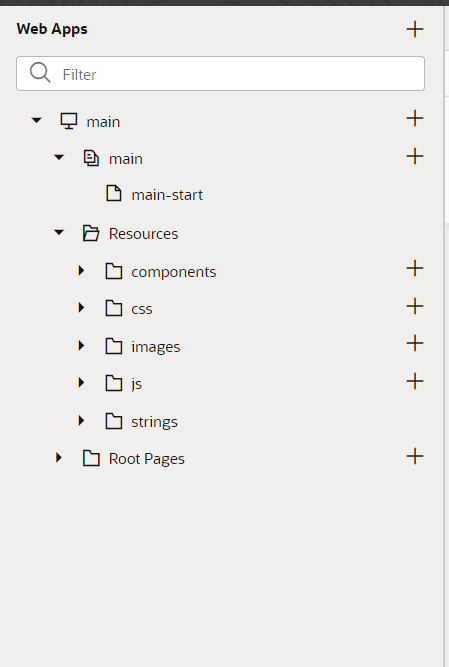 Web Apps
Filter
main
main
main-start
Resources
components
css
images
js
strings
Root Pages